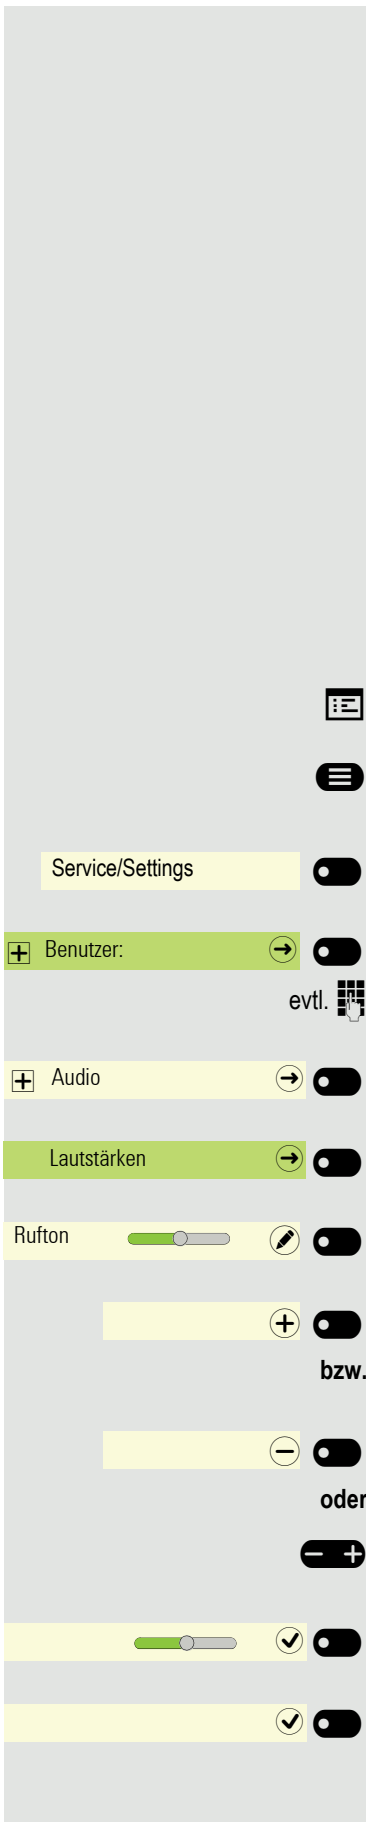 Service/Settings
Benutzer:
evtl.
Audio
Lautstärken
Rufton
bzw.
oder